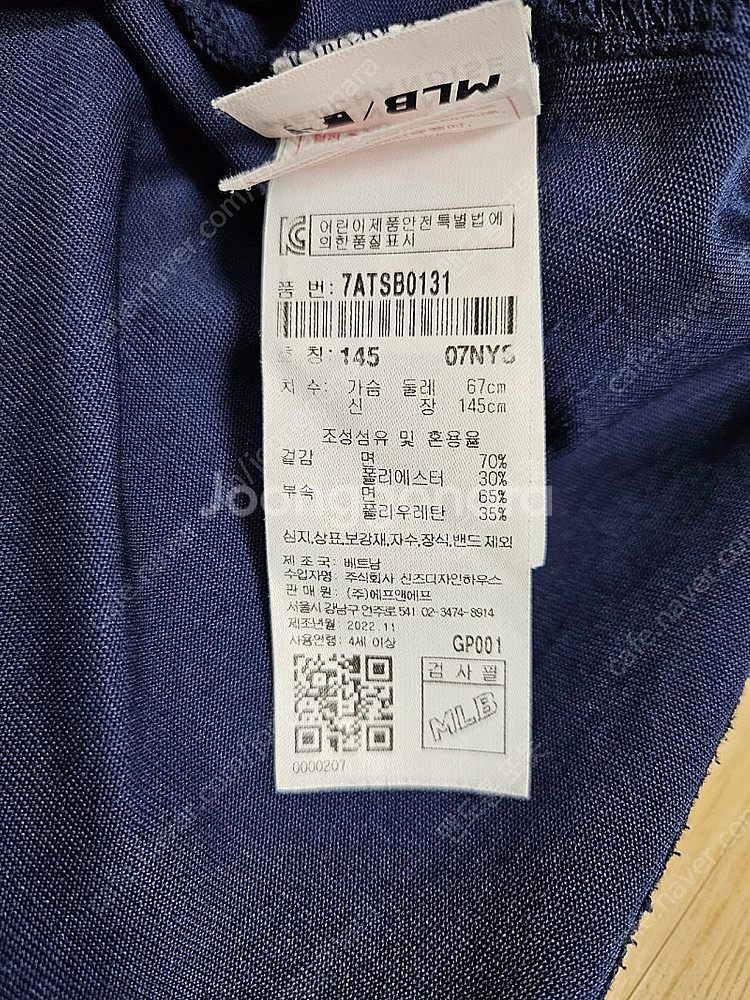 MLB
어린이제품안전특별법에
의한품질표시
품 번: 7ATSB0131
호 칭: 145 07NYS
치 수: 가슴 둘레 67cm
신 장 145cm
조성섬유 및 혼용율
겉감 면 70%
폴리에스터 30%
부속 면 65%
폴리우레탄 35%
심지,상표,보강재,자수,장식,밴드 제외
제 조 국: 베트남
수입자명: 주식회사 신즈디자인하우스
판 매 원: (주)에프앤에프
서울시 강남구 언주로 541 02-3474-8914
제조년월: 2022.11
사용연령: 4세 이상
GP001
검 사 필
MLB
0000207
Joongonara